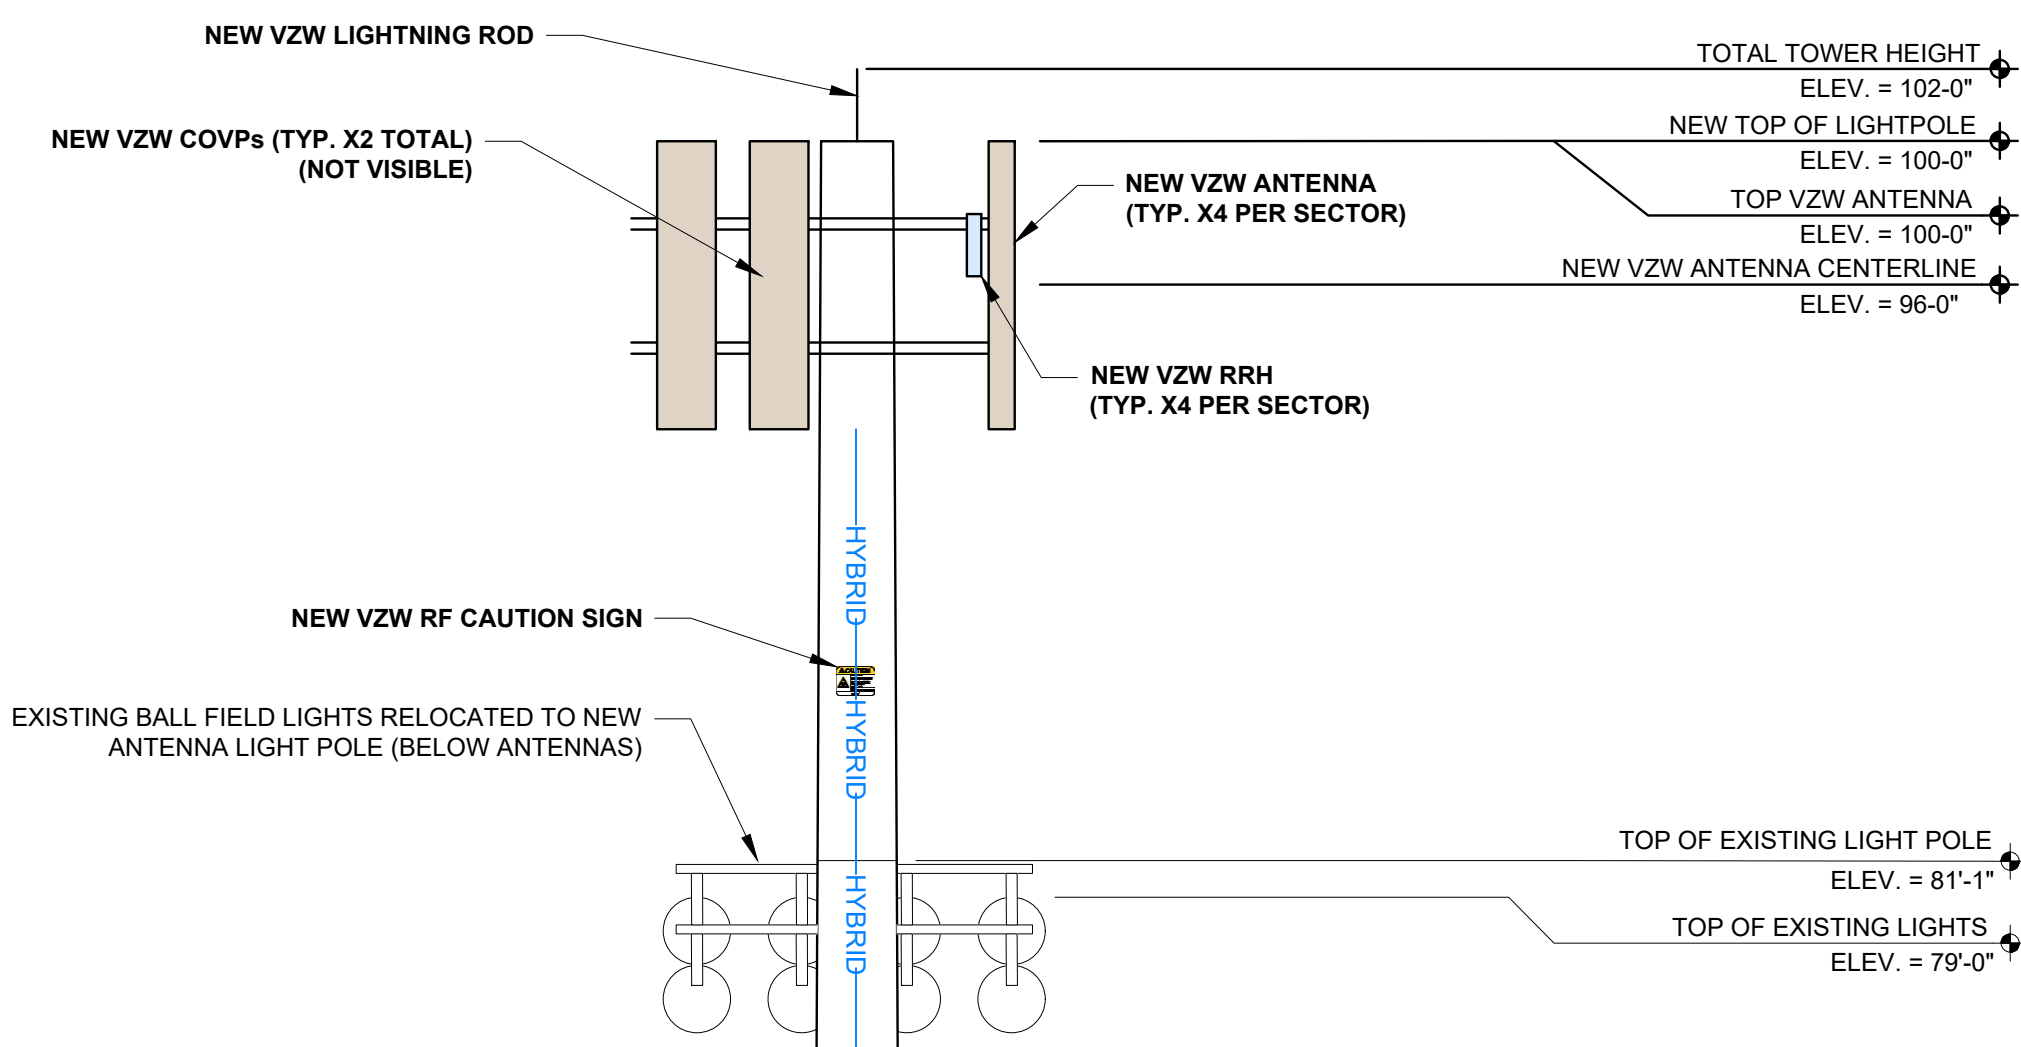 NEW VZW LIGHTNING ROD
TOTAL TOWER HEIGHT
ELEV. = 102-0"
NEW TOP OF LIGHTPOLE
ELEV. = 100-0"
NEW VZW COVPs (TYP. X2 TOTAL)
(NOT VISIBLE)
NEW VZW ANTENNA
(TYP. X4 PER SECTOR)
TOP VZW ANTENNA
ELEV. = 100-0"
NEW VZW ANTENNA CENTERLINE
ELEV. = 96-0"
NEW VZW RRH
(TYP. X4 PER SECTOR)
HYBRID
NEW VZW RF CAUTION SIGN
CAUTION
HYBRID
EXISTING BALL FIELD LIGHTS RELOCATED TO NEW
ANTENNA LIGHT POLE (BELOW ANTENNAS)
TOP OF EXISTING LIGHT POLE
ELEV. = 81'-1"
HYBRID
TOP OF EXISTING LIGHTS
ELEV. = 79'-0"